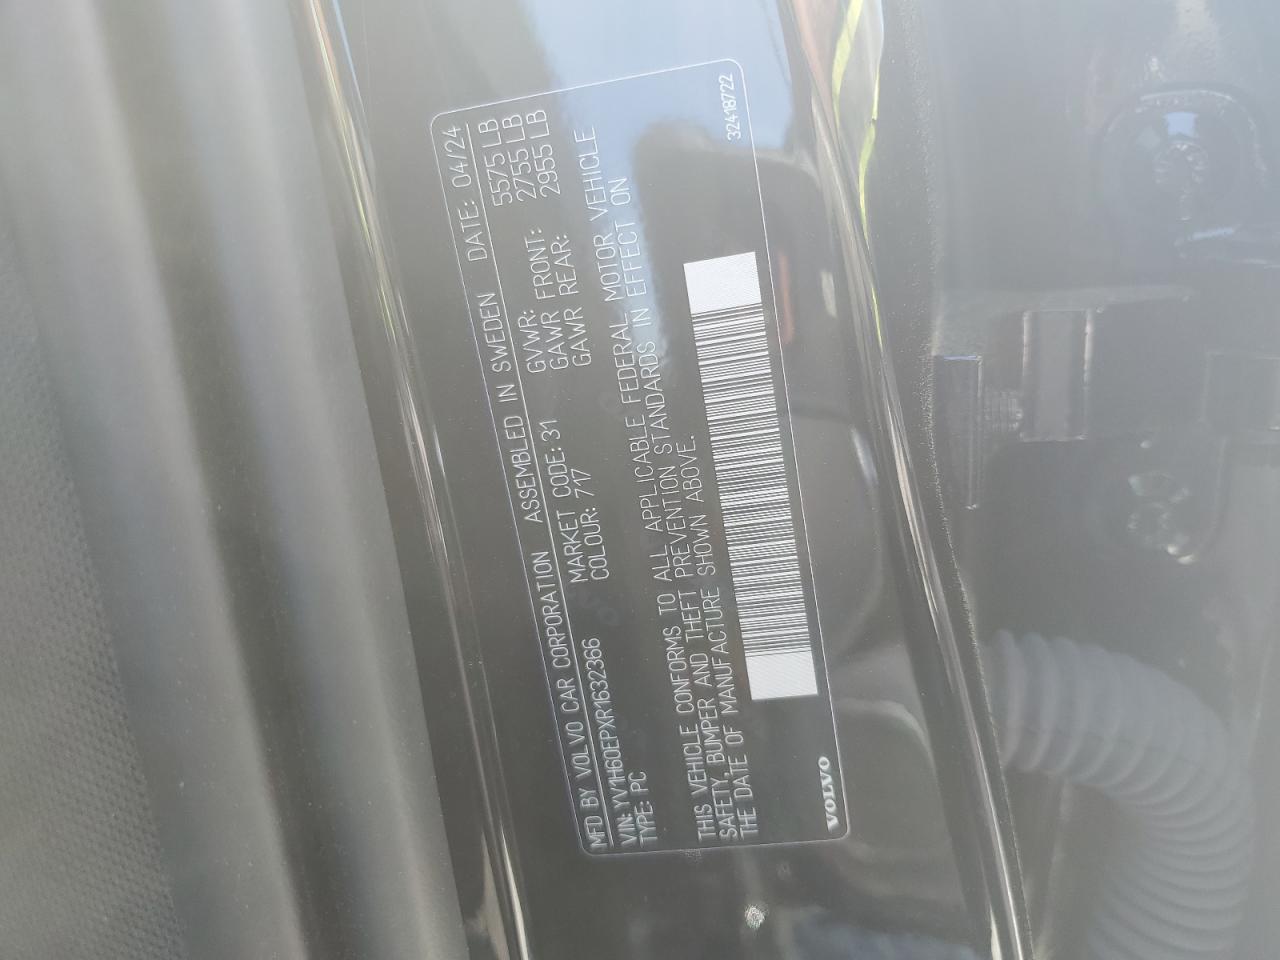 MFD BY VOLVO CAR CORPORATION ASSEMBLED IN SWEDEN DATE: 04/24
VIN: YV1H60EPXR1632366 MARKET CODE: 31 GVWR: 5575 LB
TYPE: PC COLOUR: 717 GAWR FRONT: 2755 LB
GAWR REAR: 2955 LB
THIS VEHICLE CONFORMS TO ALL APPLICABLE FEDERAL MOTOR VEHICLE
SAFETY, BUMPER AND THEFT PREVENTION STANDARDS IN EFFECT ON
THE DATE OF MANUFACTURE SHOWN ABOVE.
VOLVO 32418722